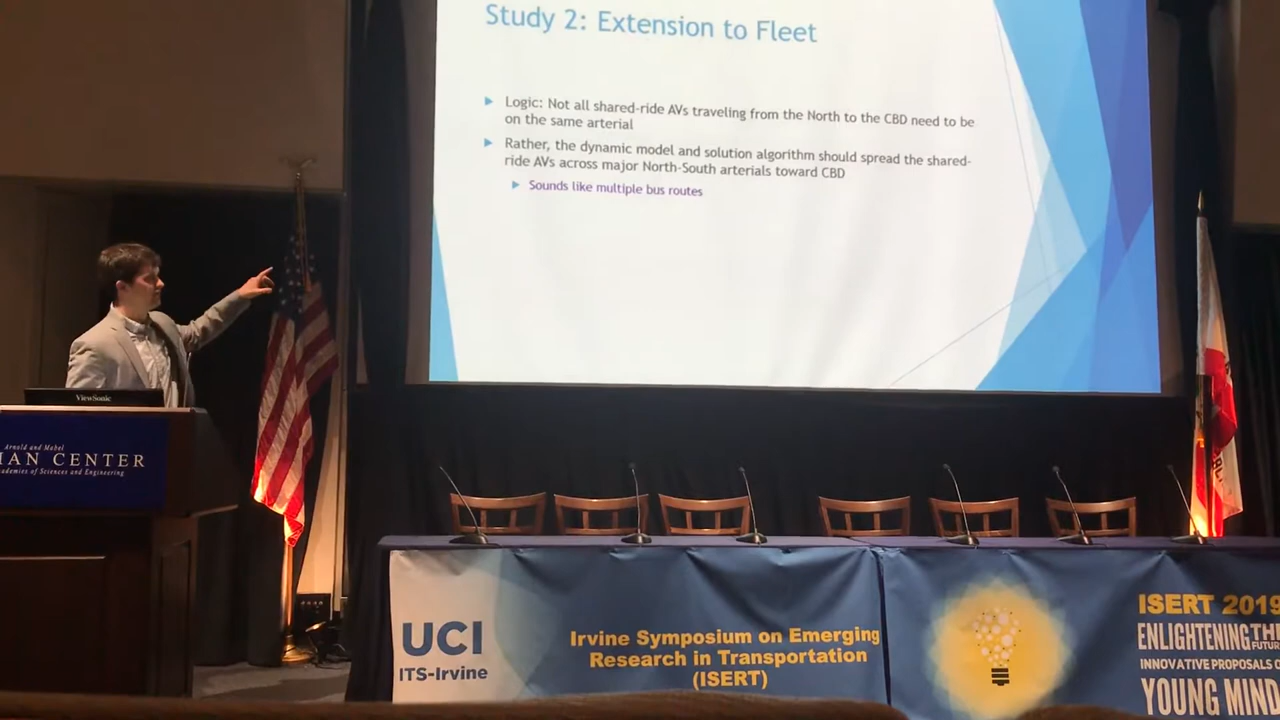 Study 2: Extension to Fleet
Logic: Not all shared-ride AVs traveling from the North to the CBD need to be
on the same arterial
Rather, the dynamic model and solution algorithm should spread the shared-
ride AVs across major North-South arterials toward CBD
Sounds like multiple bus routes
ViewSonic
Arnold and Mabel
CENTER
of Sciences and Engineering
UCI
ITS-Irvine
Irvine Symposium on Emerging
Research in Transportation
(ISERT)
ISERT 2019
ENLIGHTENING THE
INNOVATIVE PROPOSALS
YOUNG MIND